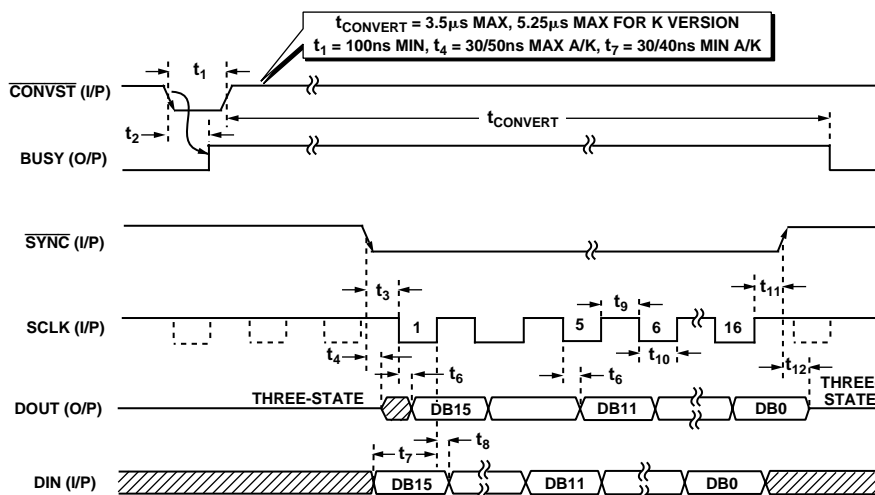 tCONVERT = 3.5μs MAX, 5.25μs MAX FOR K VERSION
t1 = 100ns MIN, t4 = 30/50ns MAX A/K, t7 = 30/40ns MIN A/K
t1
CONVST (I/P)
t2
tCONVERT
BUSY (O/P)
SYNC (I/P)
t3
t9
t11
SCLK (I/P)
1
5
6
16
t4
t6
t6
t10
t12
THREE-STATE
THREE-
STATE
DOUT (O/P)
DB15
DB11
DB0
t7
t8
DIN (I/P)
DB15
DB11
DB0